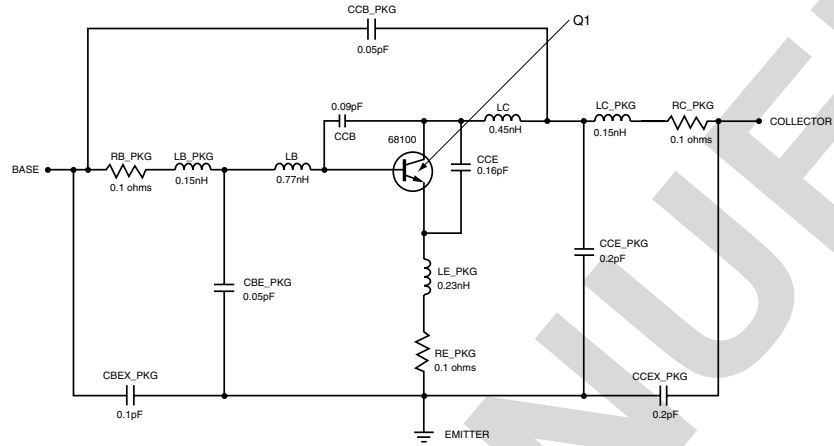 CCB_PKG
0.05pF
Q1
0.09pF
CCB
68100
LC
0.45nH
LC_PKG
0.15nH
RC_PKG
0.1 ohms
COLLECTOR
BASE
RB_PKG
0.1 ohms
LB_PKG
0.15nH
LB
0.77nH
CCE
0.16pF
CBE_PKG
0.05pF
LE_PKG
0.23nH
CCE_PKG
0.2pF
RE_PKG
0.1 ohms
CBEX_PKG
0.1pF
CCEX_PKG
0.2pF
EMITTER
NUE